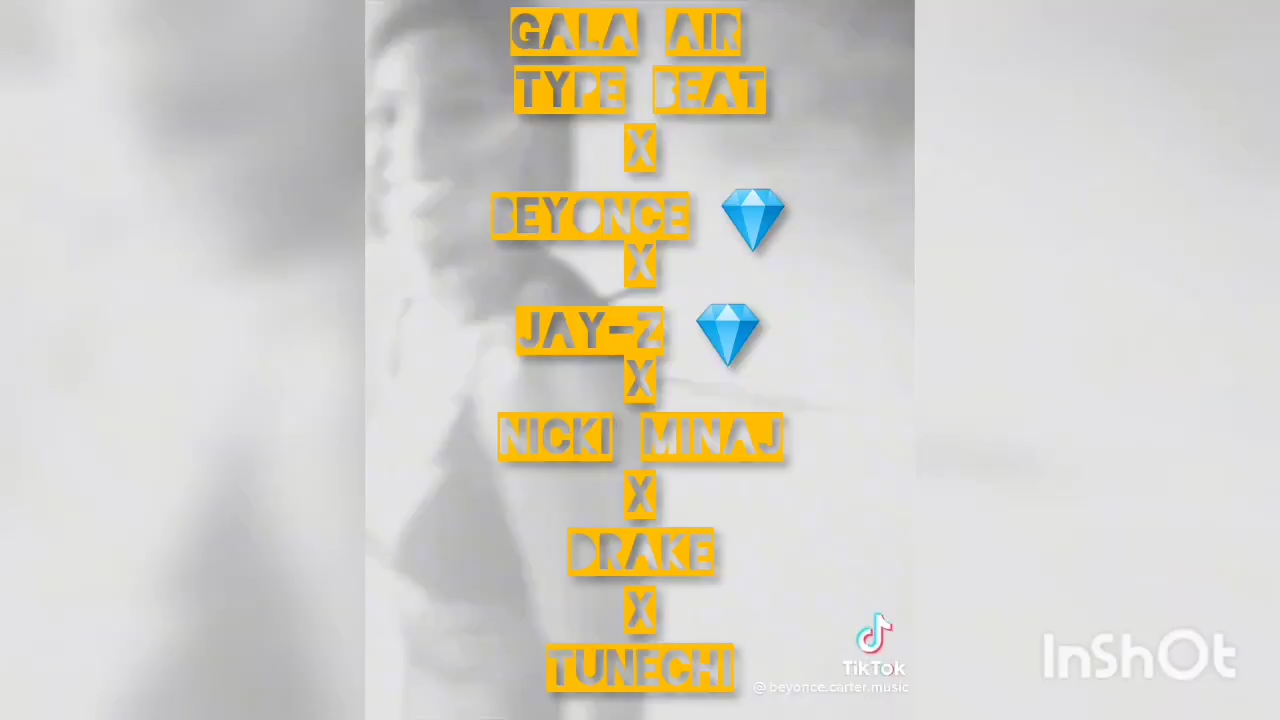 GALA AIR
TYPE BEAT
X
BEYONCE 💎
X
JAY-Z 💎
X
NICKI MINAJ
X
DRAKE
X
TUNECHI
TikTok
@beyonce.carter.music
InShOt